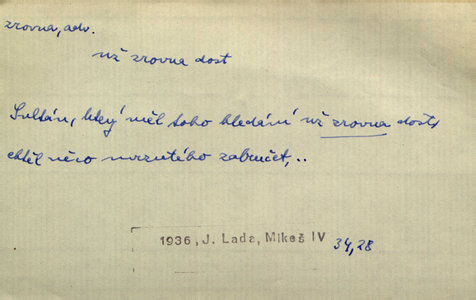 zrovna, adv.
už zrovna dost
Sultán, který měl toho hledání už zrovna dost,
chtěl něco mrzutého zabručet, ..
1936, J. Lada, Mikeš IV 34,28